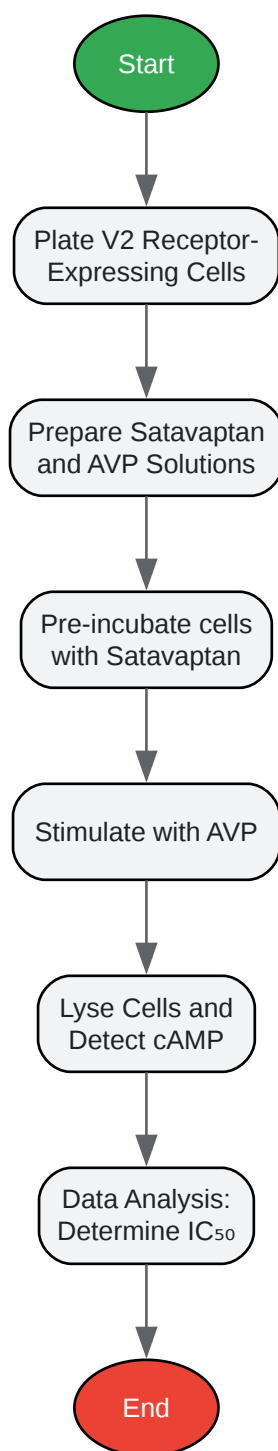 Start
Plate V2 Receptor-
Expressing Cells
Prepare Satavaptan
and AVP Solutions
Pre-incubate cells
with Satavaptan
Stimulate with AVP
Lyse Cells and
Detect cAMP
Data Analysis:
Determine IC₅₀
End